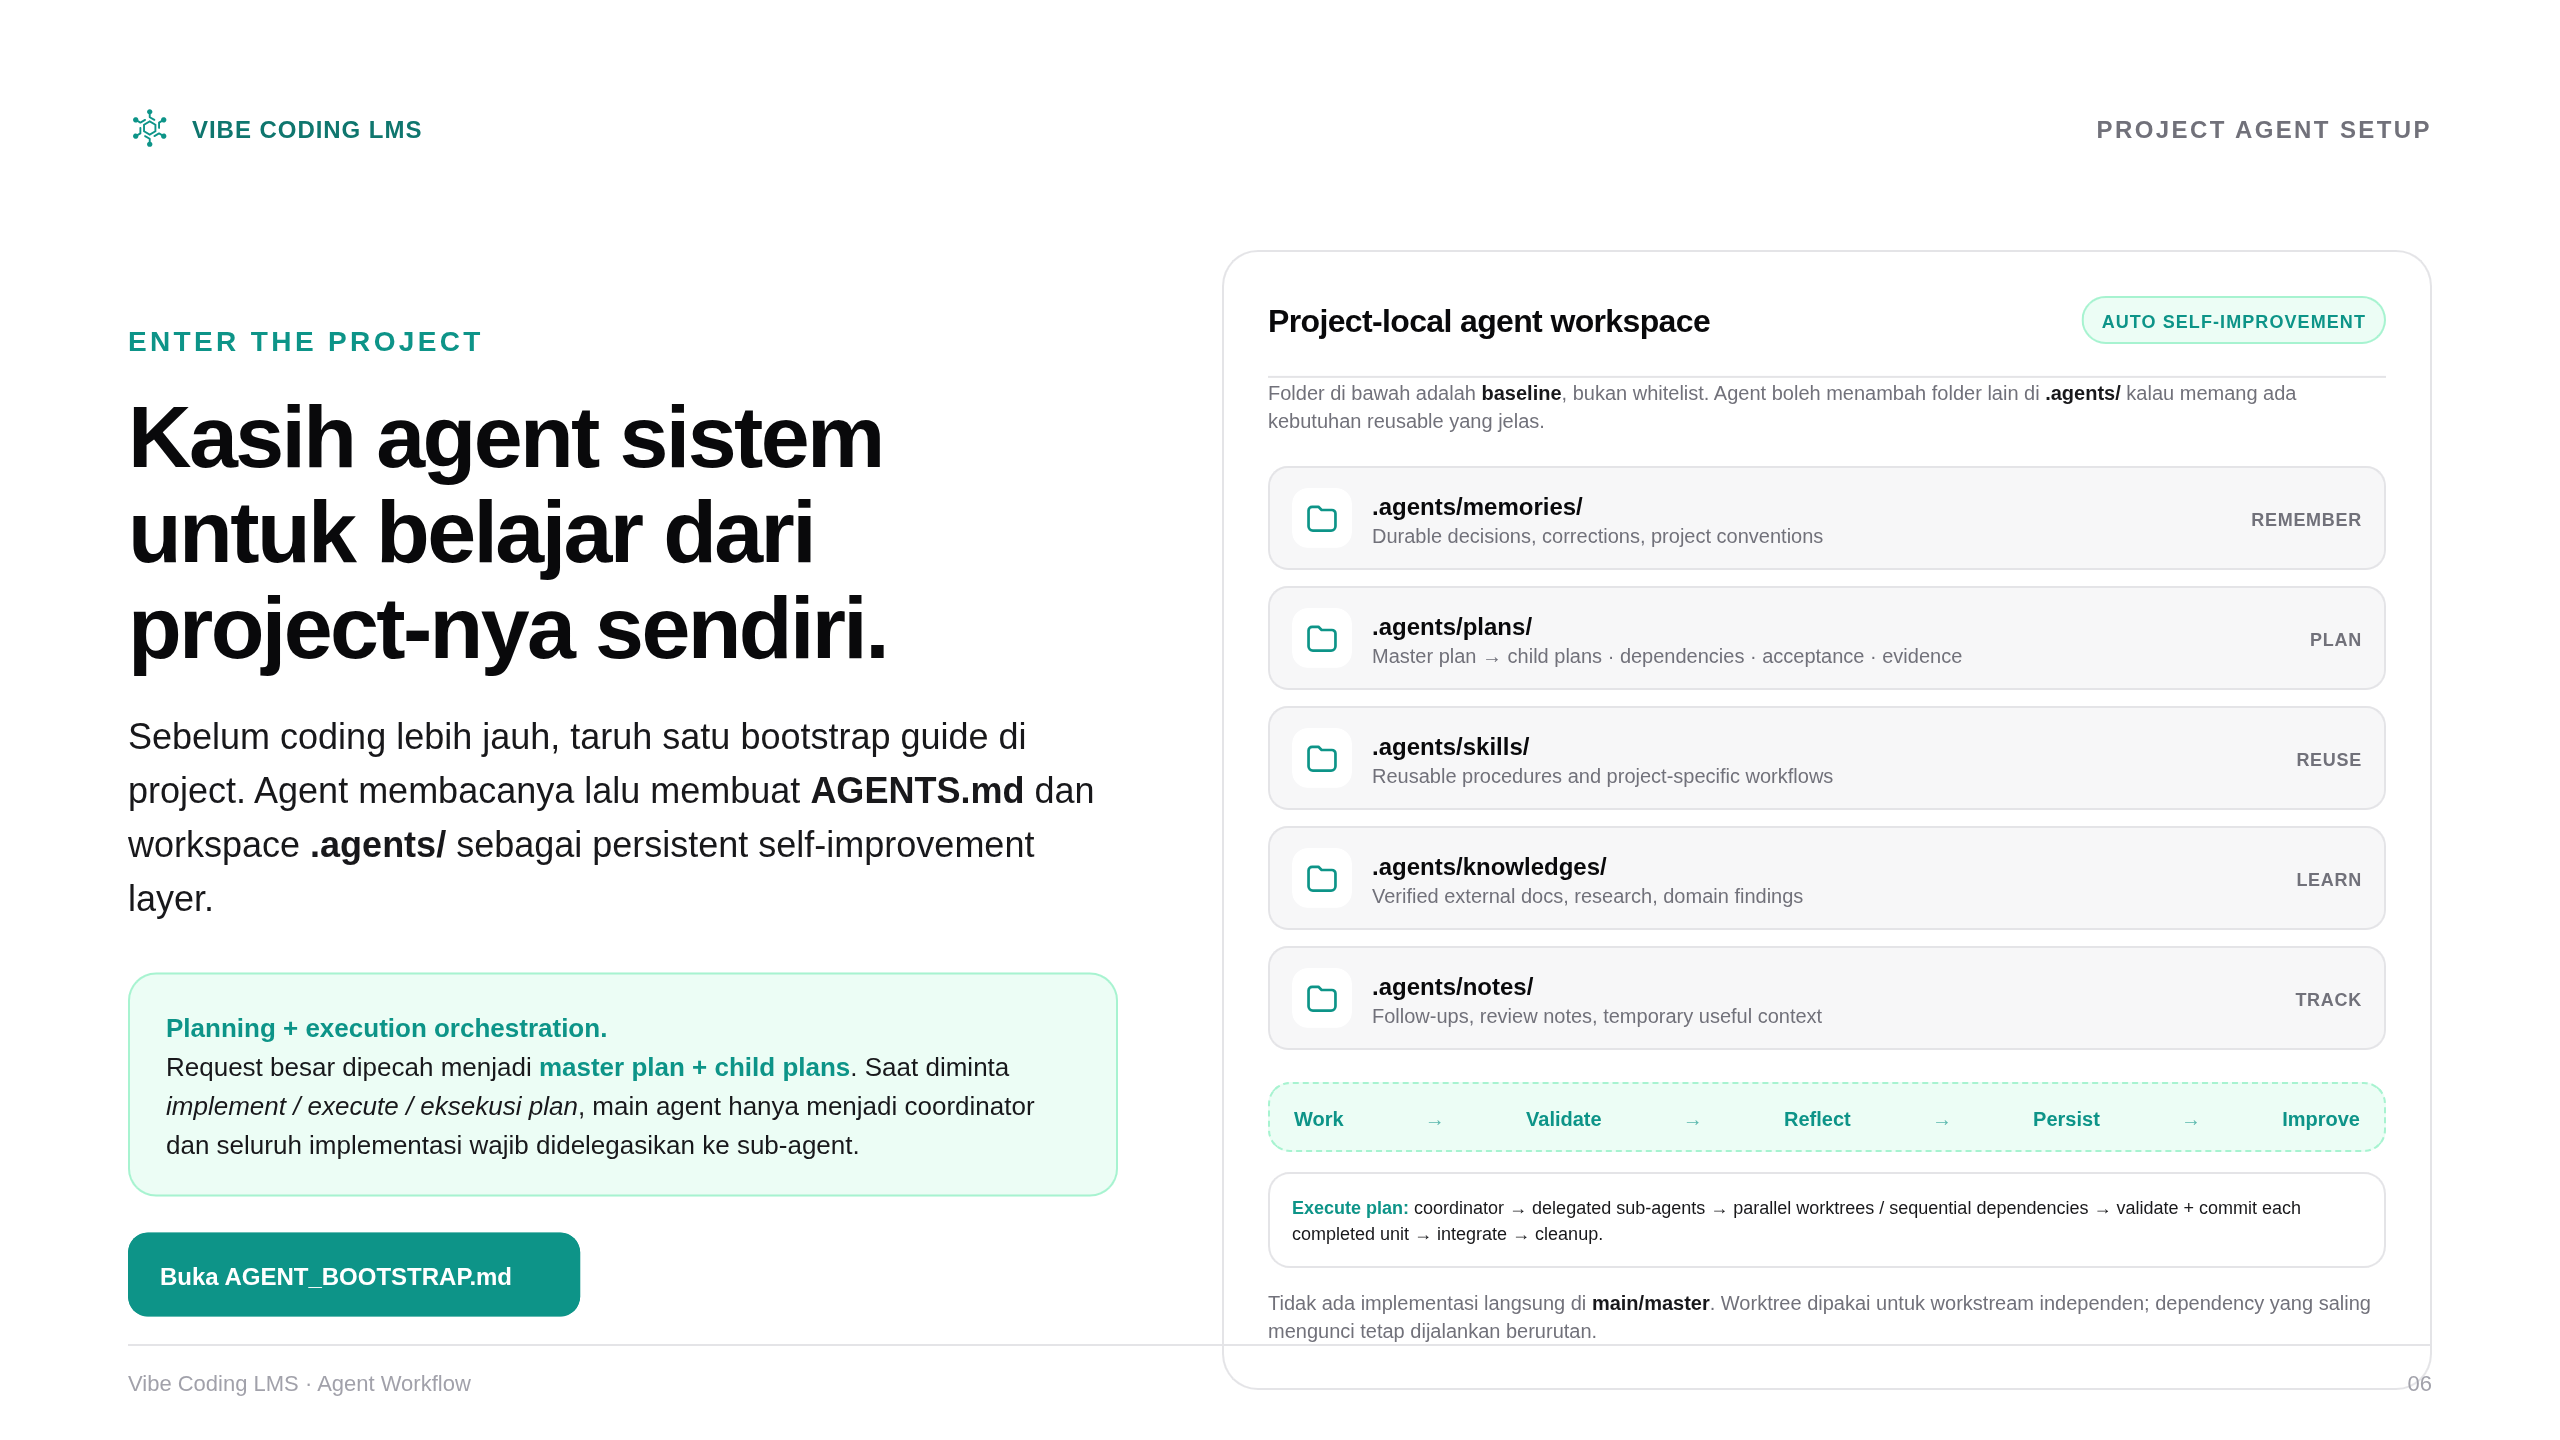 VIBE CODING LMS
PROJECT AGENT SETUP
ENTER THE PROJECT
Kasih agent sistem
untuk belajar dari
project-nya sendiri.
Sebelum coding lebih jauh, taruh satu bootstrap guide di
project. Agent membacanya lalu membuat AGENTS.md dan
workspace .agents/ sebagai persistent self-improvement
layer.
Planning + execution orchestration.
Request besar dipecah menjadi master plan + child plans. Saat diminta
implement / execute / eksekusi plan, main agent hanya menjadi coordinator
dan seluruh implementasi wajib didelegasikan ke sub-agent.
Buka AGENT_BOOTSTRAP.md
Project-local agent workspace
AUTO SELF-IMPROVEMENT
Folder di bawah adalah baseline, bukan whitelist. Agent boleh menambah folder lain di .agents/ kalau memang ada
kebutuhan reusable yang jelas.
.agents/memories/
Durable decisions, corrections, project conventions
REMEMBER
.agents/plans/
Master plan → child plans · dependencies · acceptance · evidence
PLAN
.agents/skills/
Reusable procedures and project-specific workflows
REUSE
.agents/knowledges/
Verified external docs, research, domain findings
LEARN
.agents/notes/
Follow-ups, review notes, temporary useful context
TRACK
Work → Validate → Reflect → Persist → Improve
Execute plan: coordinator → delegated sub-agents → parallel worktrees / sequential dependencies → validate + commit each
completed unit → integrate → cleanup.
Tidak ada implementasi langsung di main/master. Worktree dipakai untuk workstream independen; dependency yang saling
mengunci tetap dijalankan berurutan.
Vibe Coding LMS · Agent Workflow
06